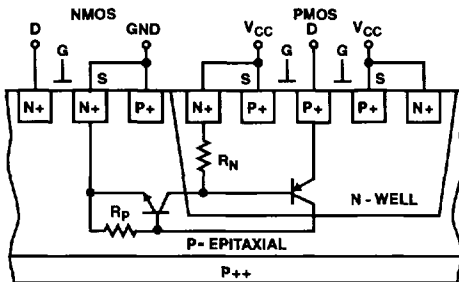 NMOS PMOS
D GND VCC D VCC
G G G
S S S
N+ N+ P+ N+ P+ P+ P+ N+
RN
N - WELL
RP
P- EPITAXIAL
P++